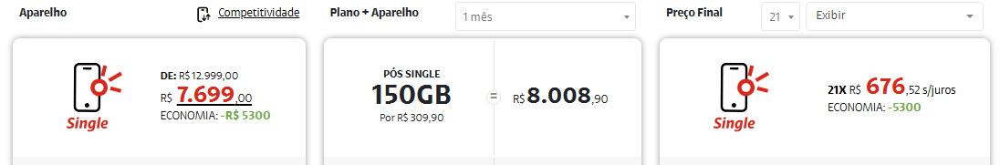 Aparelho
Competitividade
Plano + Aparelho
1 mês
Preço Final
21
Exibir
Single
DE: R$ 12.999,00
R$ 7.699,00
ECONOMIA: -R$ 5300
PÓS SINGLE
150GB
Por R$ 309,90
=
R$ 8.008,90
Single
21X R$ 676,52 s/juros
ECONOMIA: -5300